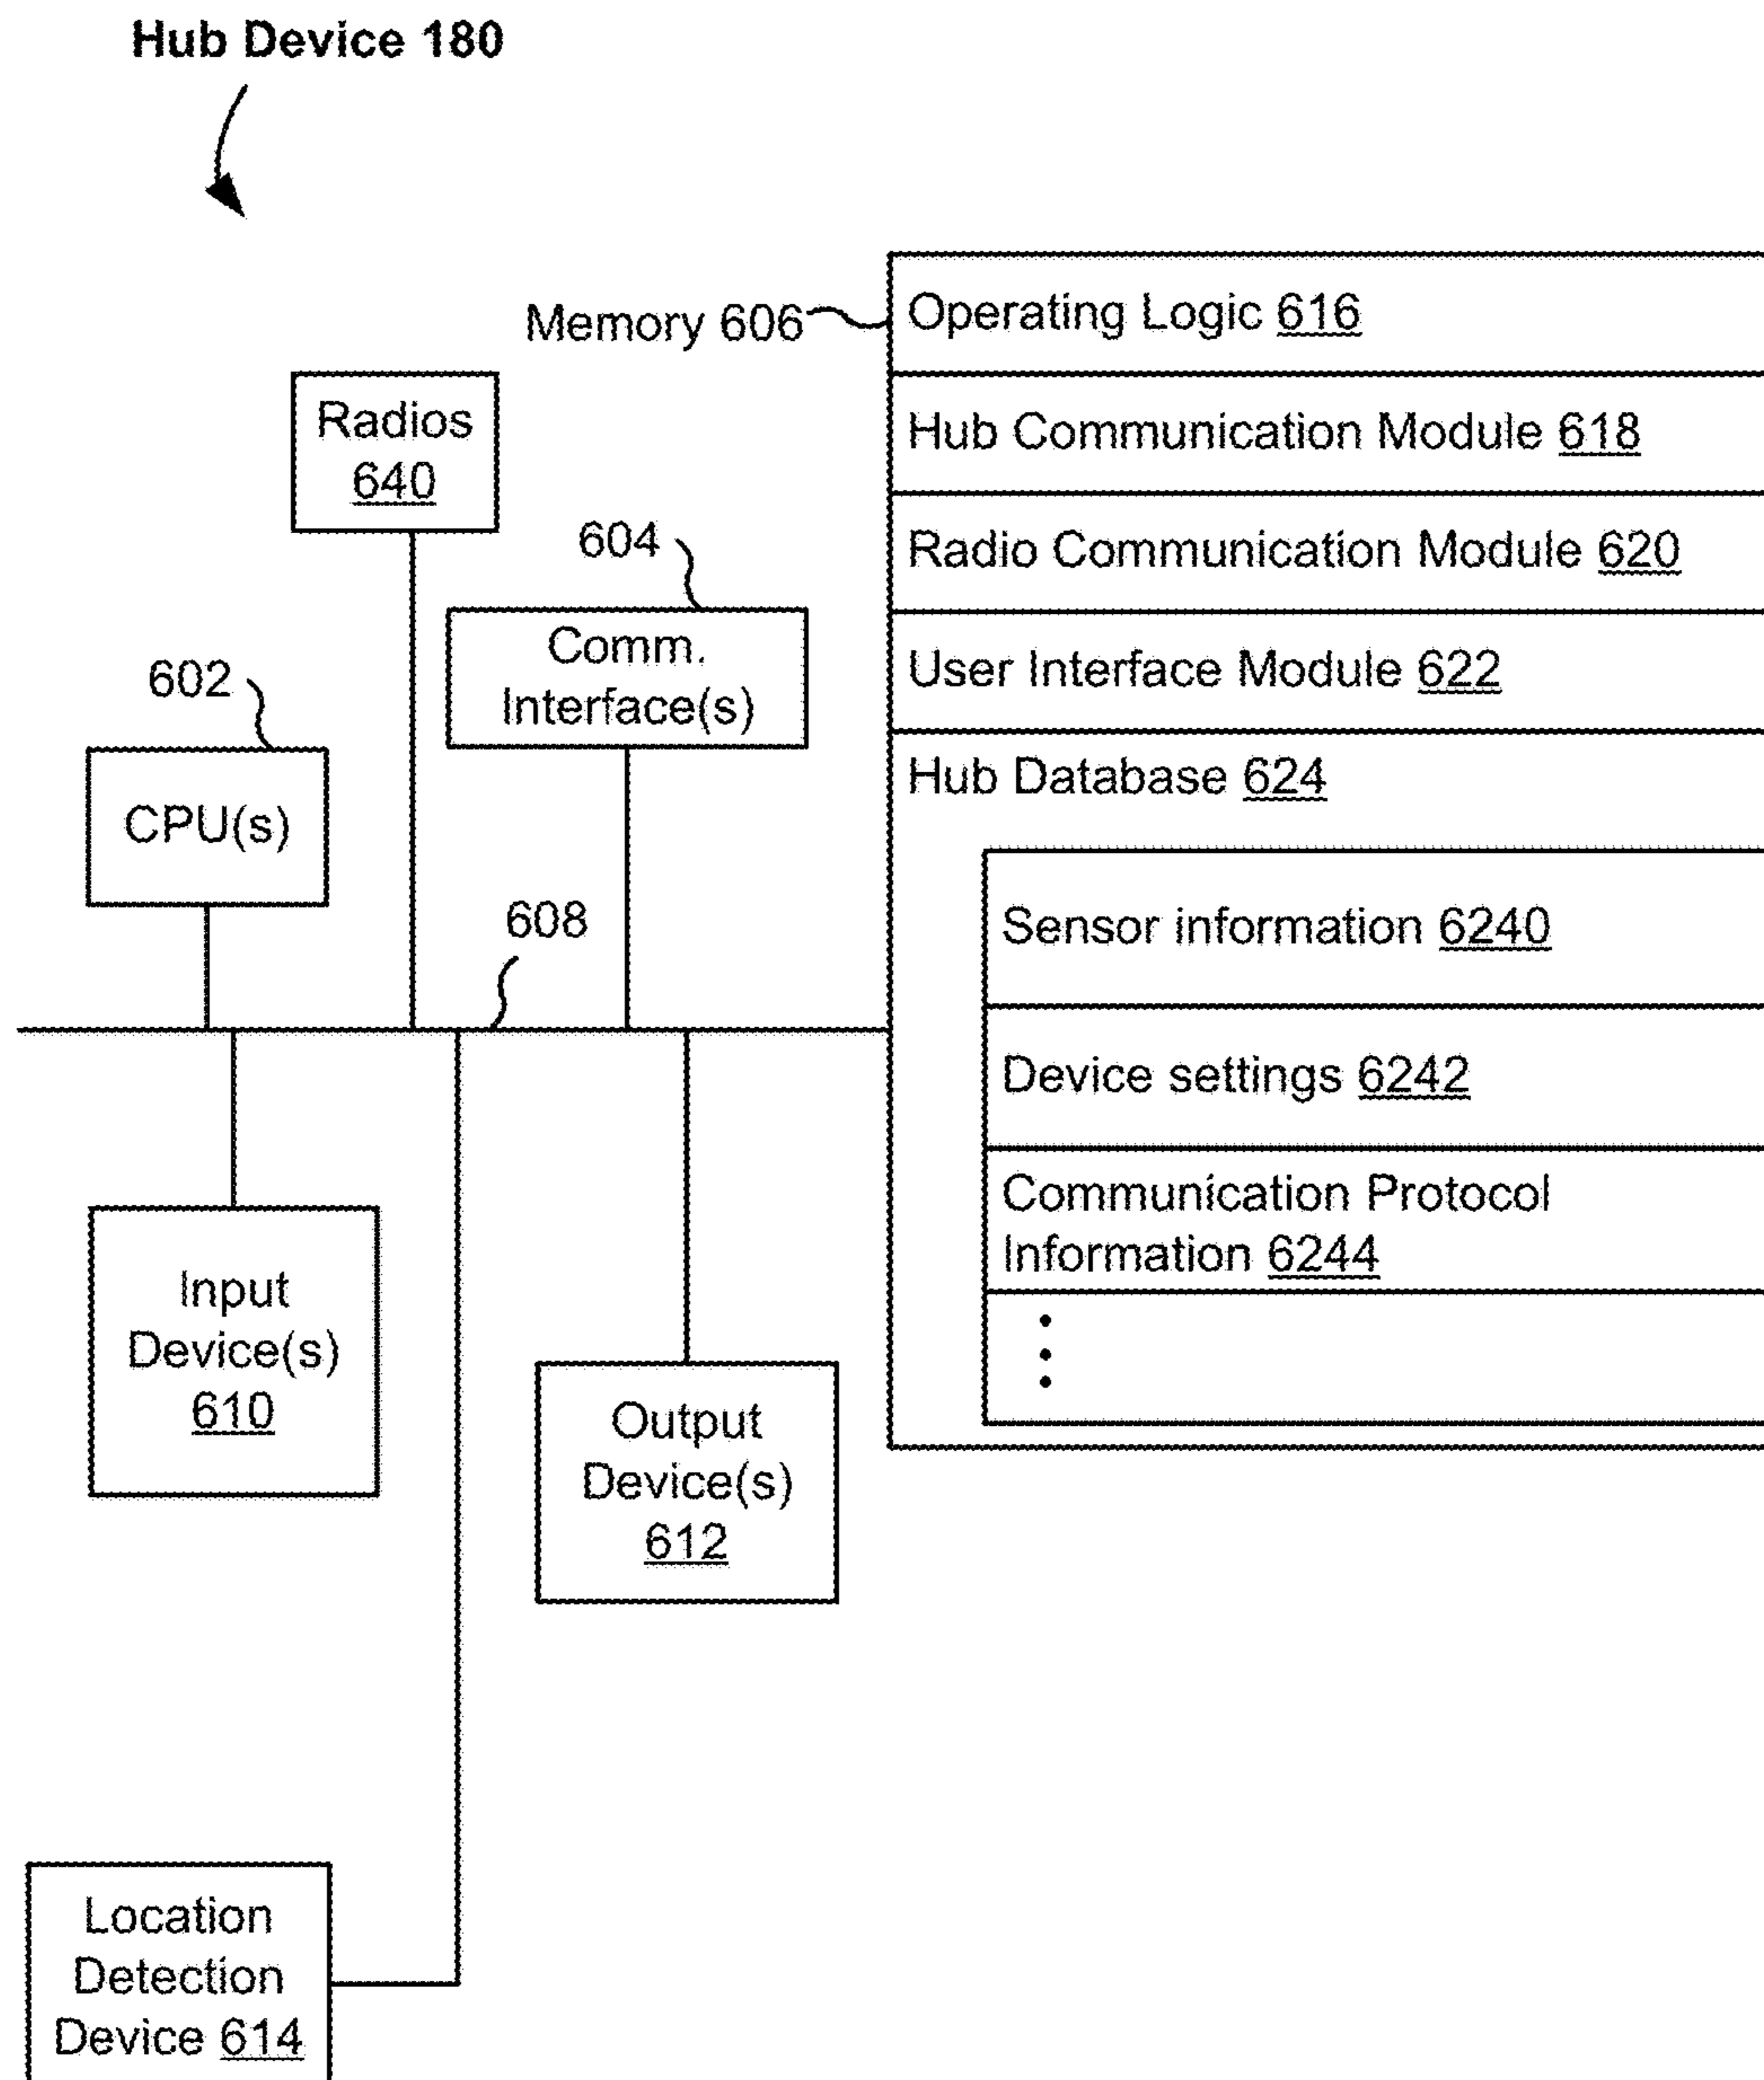 Hub Device 180
Memory 606
Operating Logic 616
Hub Communication Module 618
Radio Communication Module 620
User Interface Module 622
Hub Database 624
Sensor information 6240
Device settings 6242
Communication Protocol
Information 6244
Radios
640
604
Comm.
Interface(s)
602
CPU(s)
608
Input
Device(s)
610
Output
Device(s)
612
Location
Detection
Device 614